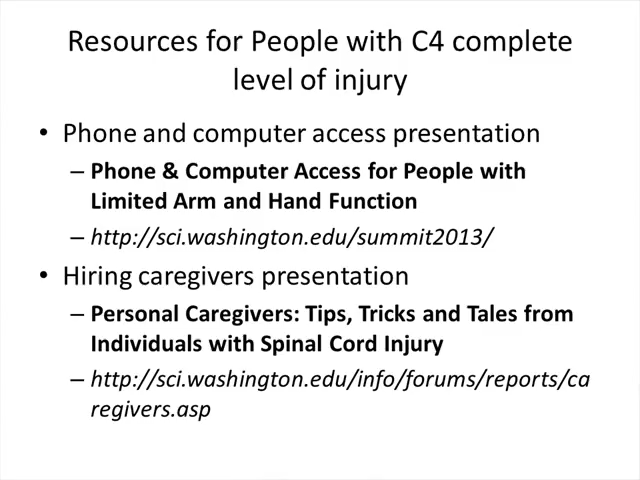 Resources for People with C4 complete
level of injury
• Phone and computer access presentation
– Phone & Computer Access for People with
Limited Arm and Hand Function
– http://sci.washington.edu/summit2013/
• Hiring caregivers presentation
– Personal Caregivers: Tips, Tricks and Tales from
Individuals with Spinal Cord Injury
– http://sci.washington.edu/info/forums/reports/ca
regivers.asp